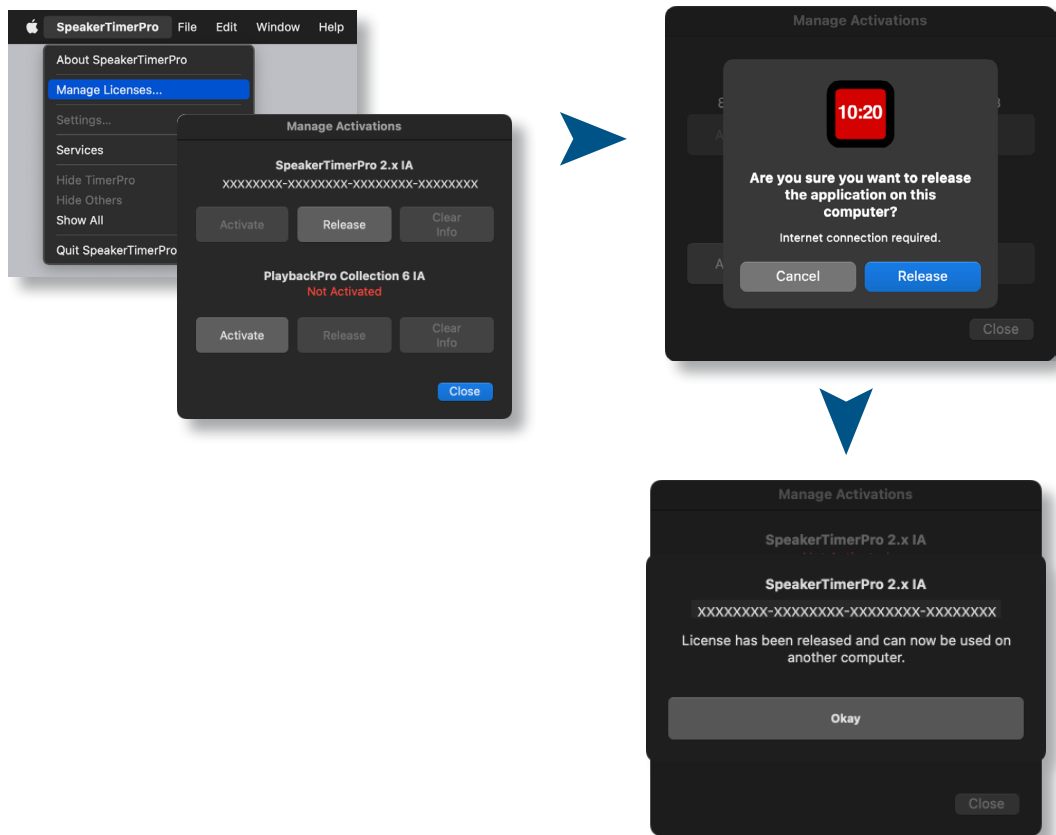 SpeakerTimerPro File Edit Window Help
About SpeakerTimerPro
Manage Licenses...
Settings...
Services
Hide TimerPro
Hide Others
Show All
Quit SpeakerTimerPro
Manage Activations
SpeakerTimerPro 2.x IA
XXXXXXXX-XXXXXXXX-XXXXXXXX-XXXXXXXX
Activate Release Clear
Info
PlaybackPro Collection 6 IA
Not Activated
Activate Release Clear
Info
Close
Manage Activations
10:20
Are you sure you want to release
the application on this
computer?
Internet connection required.
Cancel Release
Close
Manage Activations
SpeakerTimerPro 2.x IA
SpeakerTimerPro 2.x IA
XXXXXXXX-XXXXXXXX-XXXXXXXX-XXXXXXXX
License has been released and can now be used on
another computer.
Okay
Close